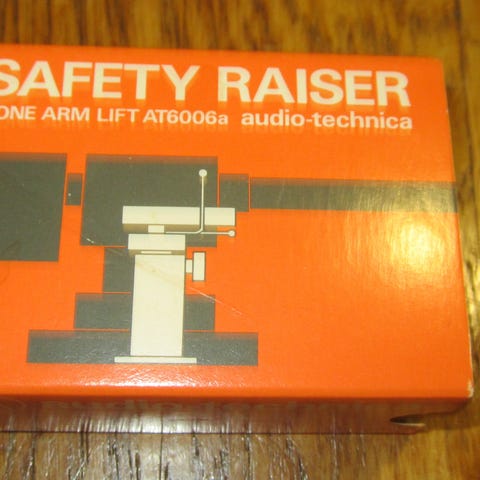 SAFETY RAISER
ONE ARM LIFT AT6006a audio-technica